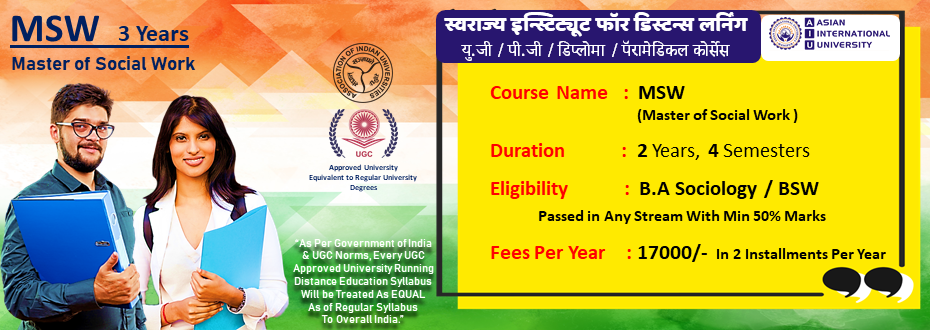 MSW 3 Years
Master of Social Work
ASSOCIATION OF INDIAN UNIVERSITIES
UGC
Approved University
Equivalent to Regular University
Degrees
"As Per Government of India
& UGC Norms, Every UGC
Approved University Running
Distance Education Syllabus
Will be Treated As EQUAL
As of Regular Syllabus
To Overall India."
स्वराज्य इन्स्टिट्यूट फॉर डिस्टन्स लर्निंग
यु.जी / पी.जी / डिप्लोमा / पॅरामेडिकल कोर्सेस
A I U
ASIAN
INTERNATIONAL
UNIVERSITY
Course Name : MSW
(Master of Social Work )
Duration : 2 Years, 4 Semesters
Eligibility : B.A Sociology / BSW
Passed in Any Stream With Min 50% Marks
Fees Per Year : 17000/- In 2 Installments Per Year